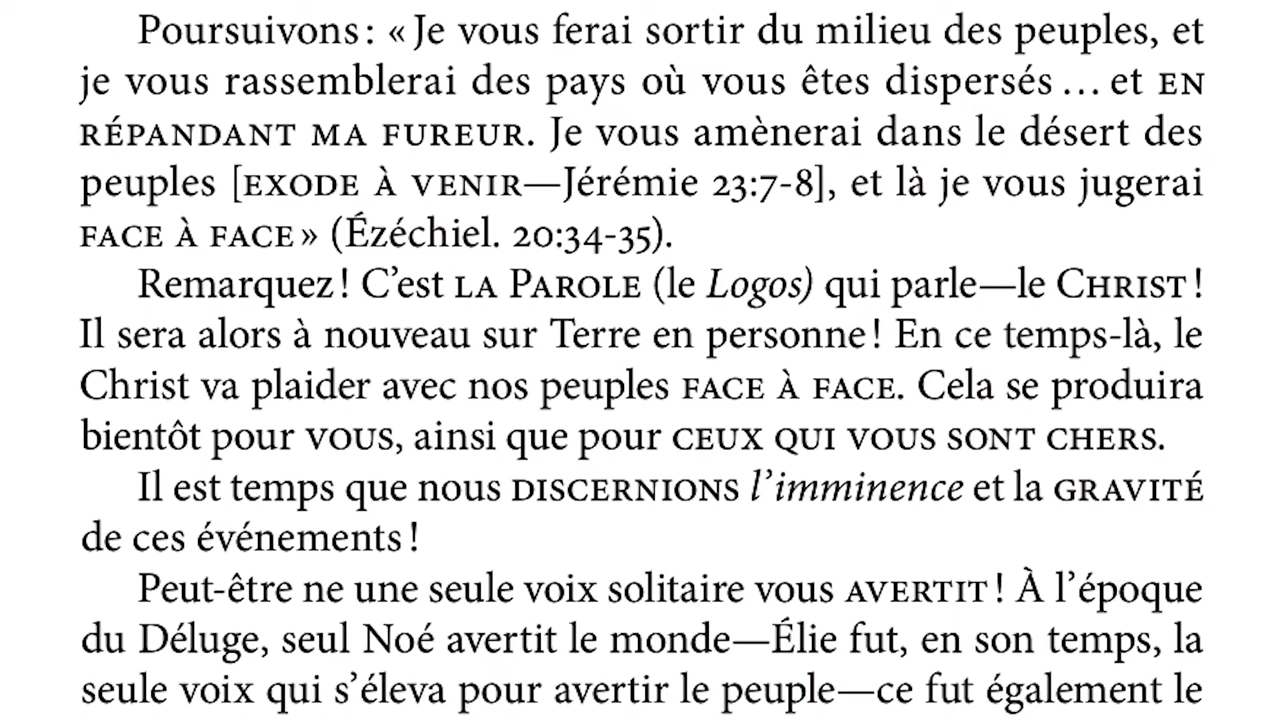 Poursuivons : « Je vous ferai sortir du milieu des peuples, et
je vous rassemblerai des pays où vous êtes dispersés … et EN
RÉPANDANT MA FUREUR. Je vous amènerai dans le désert des
peuples [EXODE À VENIR—Jérémie 23:7-8], et là je vous jugerai
FACE À FACE » (Ézéchiel. 20:34-35).
Remarquez ! C’est LA PAROLE (le Logos) qui parle—le CHRIST !
Il sera alors à nouveau sur Terre en personne ! En ce temps-là, le
Christ va plaider avec nos peuples FACE À FACE. Cela se produira
bientôt pour VOUS, ainsi que pour CEUX QUI VOUS SONT CHERS.
Il est temps que nous DISCERNIONS l’imminence et la GRAVITÉ
de ces événements !
Peut-être ne une seule voix solitaire vous AVERTIT ! À l’époque
du Déluge, seul Noé avertit le monde—Élie fut, en son temps, la
seule voix qui s’éleva pour avertir le peuple—ce fut également le